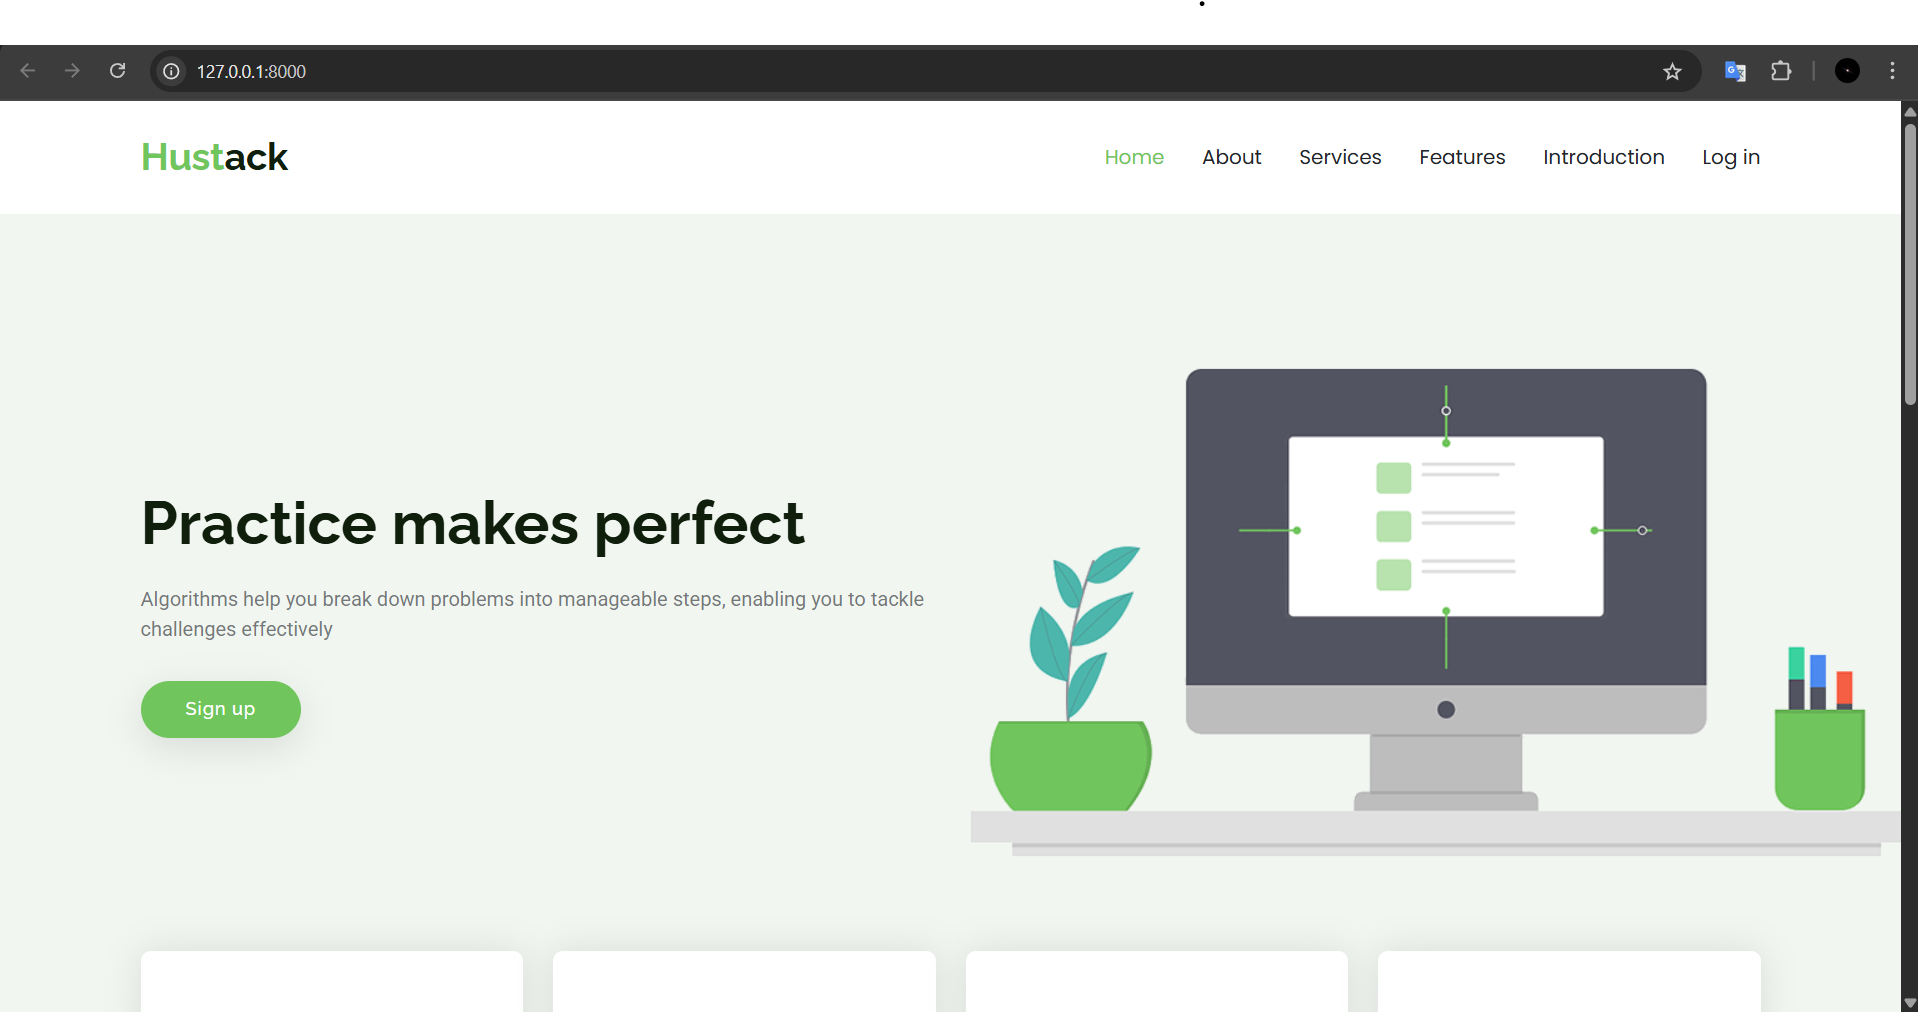 127.0.0.1:8000
Hustack
Home About Services Features Introduction Log in
Practice makes perfect
Algorithms help you break down problems into manageable steps, enabling you to tackle
challenges effectively
Sign up